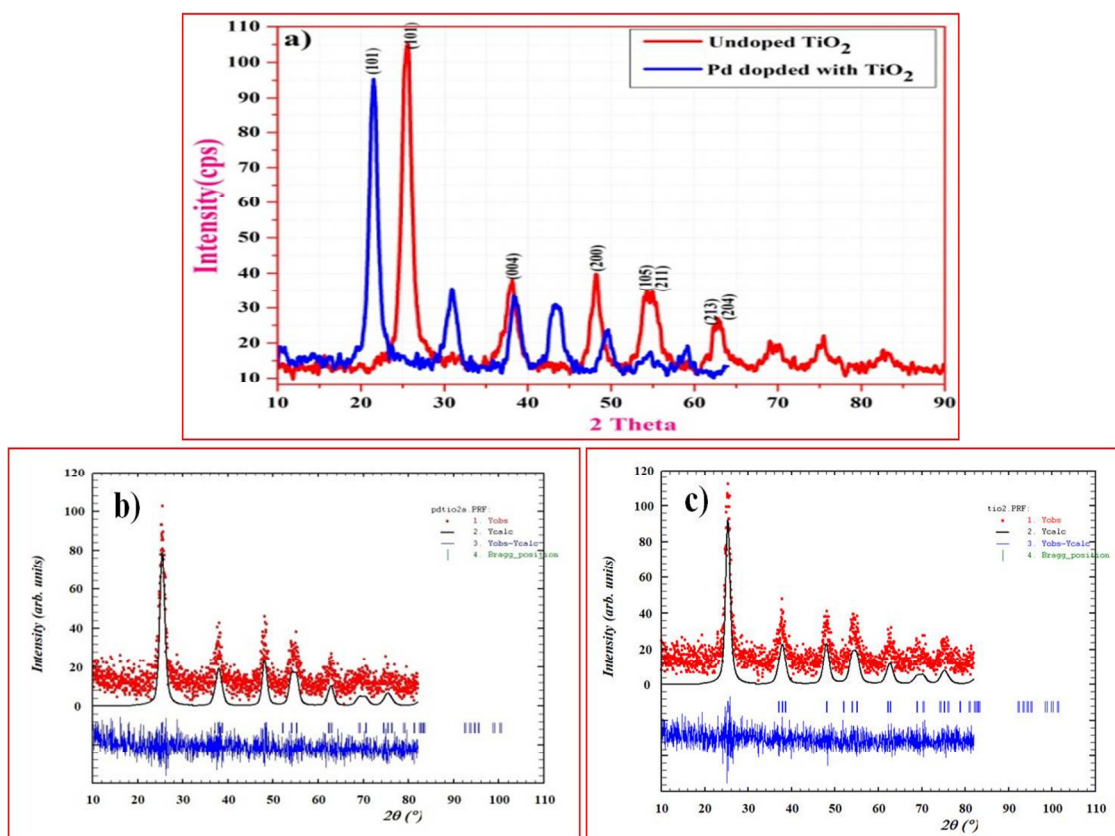 a)
Undoped TiO₂
Pd dopded with TiO₂
(101)
(101)
(004)
(200)
(105)
(211)
(213)
(204)
Intensity(cps)
110
100
90
80
70
60
50
40
30
20
10
10 20 30 40 50 60 70 80 90
2 Theta
b)
pdtio2a.PRF:
1. Yobs
2. Ycalc
3. Yobs-Ycalc
4. Bragg_position
Intensity (arb. units)
120
100
80
60
40
20
0
10 20 30 40 50 60 70 80 90 100 110
2θ (°)
c)
tio2.PRF:
1. Yobs
2. Ycalc
3. Yobs-Ycalc
4. Bragg_position
Intensity (arb. units)
120
100
80
60
40
20
0
10 20 30 40 50 60 70 80 90 100 110
2θ (°)